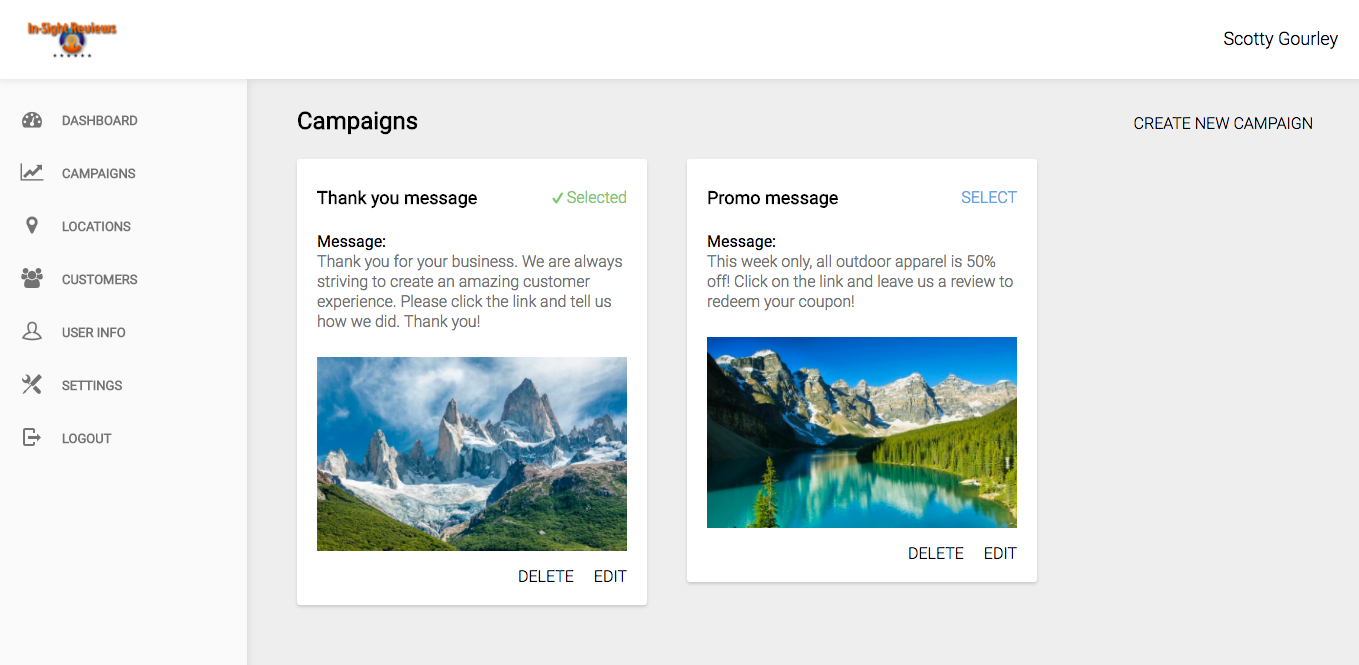 In-Sight Reviews
Scotty Gourley
DASHBOARD
CAMPAIGNS
LOCATIONS
CUSTOMERS
USER INFO
SETTINGS
LOGOUT
Campaigns
CREATE NEW CAMPAIGN
Thank you message
Selected
Message:
Thank you for your business. We are always
striving to create an amazing customer
experience. Please click the link and tell us
how we did. Thank you!
DELETE
EDIT
Promo message
SELECT
Message:
This week only, all outdoor apparel is 50%
off! Click on the link and leave us a review to
redeem your coupon!
DELETE
EDIT